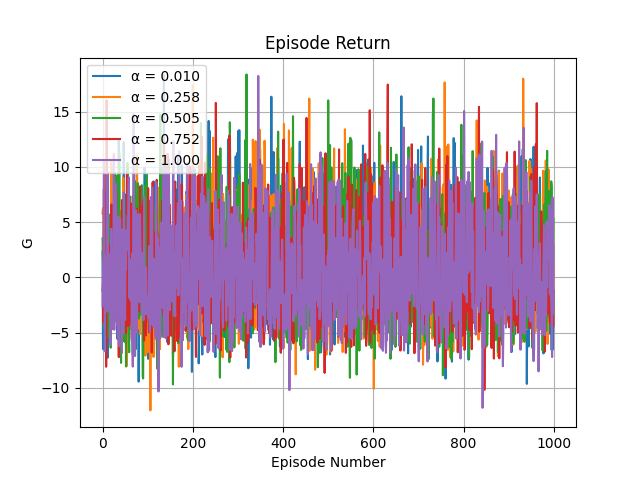 Episode Return
α = 0.010
α = 0.258
α = 0.505
α = 0.752
α = 1.000
15
10
5
0
−5
−10
G
0
200
400
600
800
1000
Episode Number